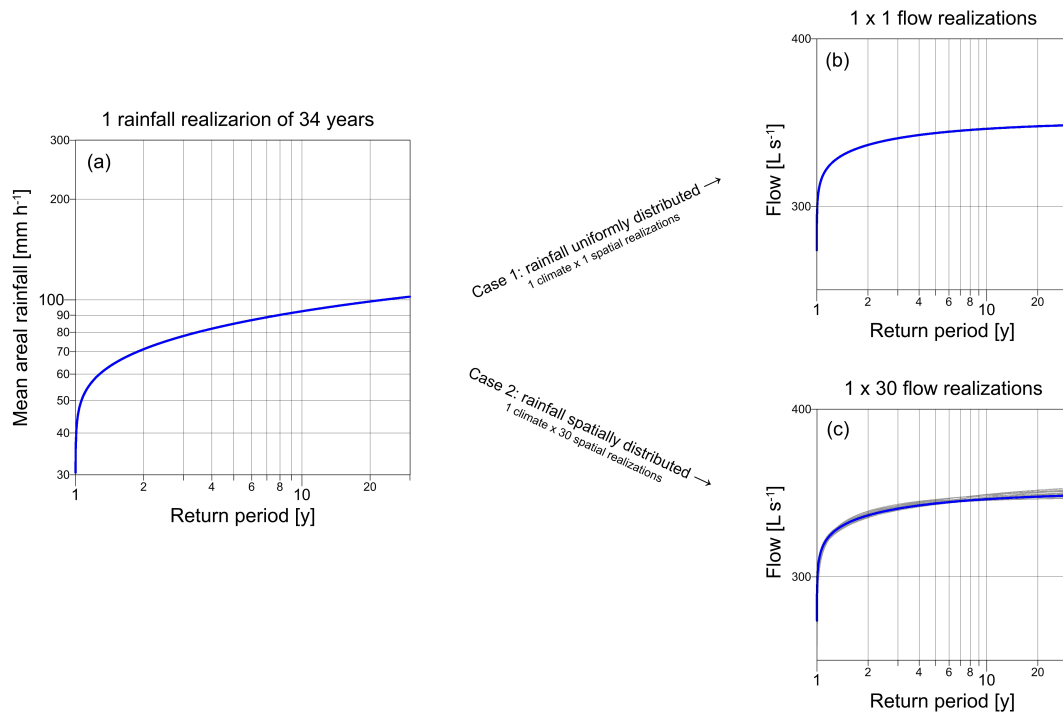 1 rainfall realizarion of 34 years
(a)
Mean areal rainfall [mm h-1]
300
200
100
90
80
70
60
50
40
30
1 2 4 6 8 10 20
Return period [y]
Case 1: rainfall uniformly distributed →
1 climate x 1 spatial realizations
Case 2: rainfall spatially distributed →
1 climate x 30 spatial realizations
1 x 1 flow realizations
(b)
Flow [L s-1]
400
300
1 2 4 6 8 10 20
Return period [y]
1 x 30 flow realizations
(c)
Flow [L s-1]
400
300
1 2 4 6 8 10 20
Return period [y]